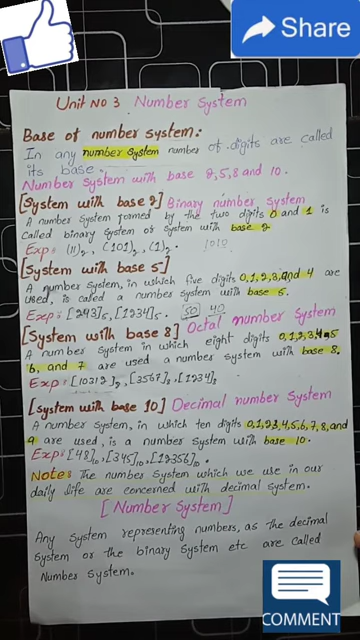 Share
Unit No 3 Number System
Base of number system:
In any number system number of digits are called
its base.
Number System with base 2,5,8 and 10.
[System with base 2] Binary number System
A number System formed by the two digits 0 and 1 is
Called binary System or System with base 2
Exp: (11)₂, (101)₂, (1)₂. 1010
[System with base 5]
A number System, in which five digits 0,1,2,3,and 4 are
used, is called a number System with base 5.
Exp: [243]₅, [1234]₅. 50 40
[System with base 8] Octal number System
A number System in which eight digits 0,1,2,3,4,5
6, and 7 are used a number System with base 8.
Exp: [10312], [3567]₈, [1234]₈
[System with base 10] Decimal number System
A number System, in which ten digits 0,1,2,3,4,5,6,7,8,and
9 are used, is a number System with base 10.
Exp: [48]₁₀, [345]₁₀, [12356]₁₀.
Note: The number System which we use in our
daily life are concerned with decimal system.
[Number System]
Any System representing numbers, as the decimal
System or the binary System etc are called
Number System.
COMMENT